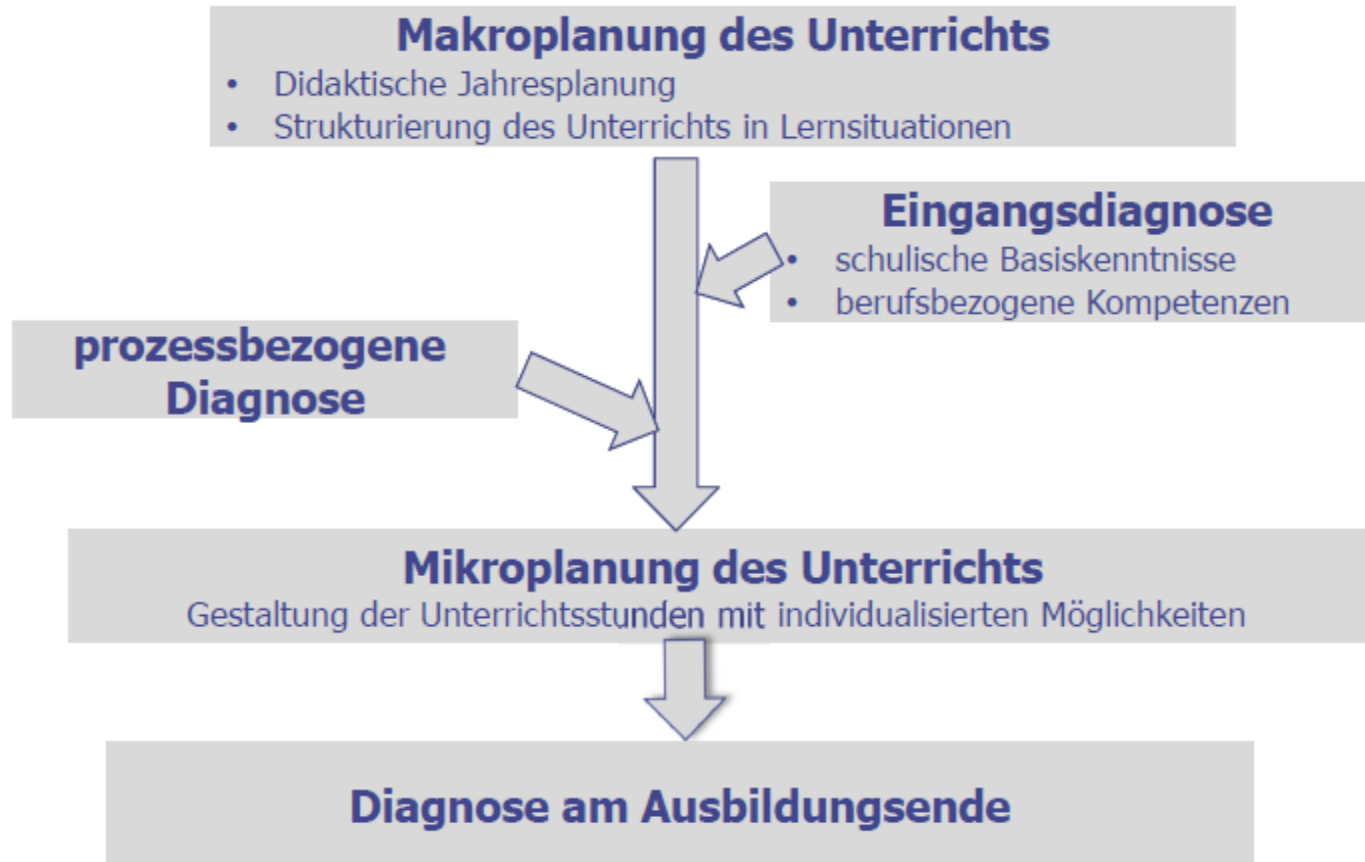 Makroplanung des Unterrichts
• Didaktische Jahresplanung
• Strukturierung des Unterrichts in Lernsituationen
Eingangsdiagnose
• schulische Basiskenntnisse
• berufsbezogene Kompetenzen
prozessbezogene
Diagnose
Mikroplanung des Unterrichts
Gestaltung der Unterrichtsstunden mit individualisierten Möglichkeiten
Diagnose am Ausbildungsende